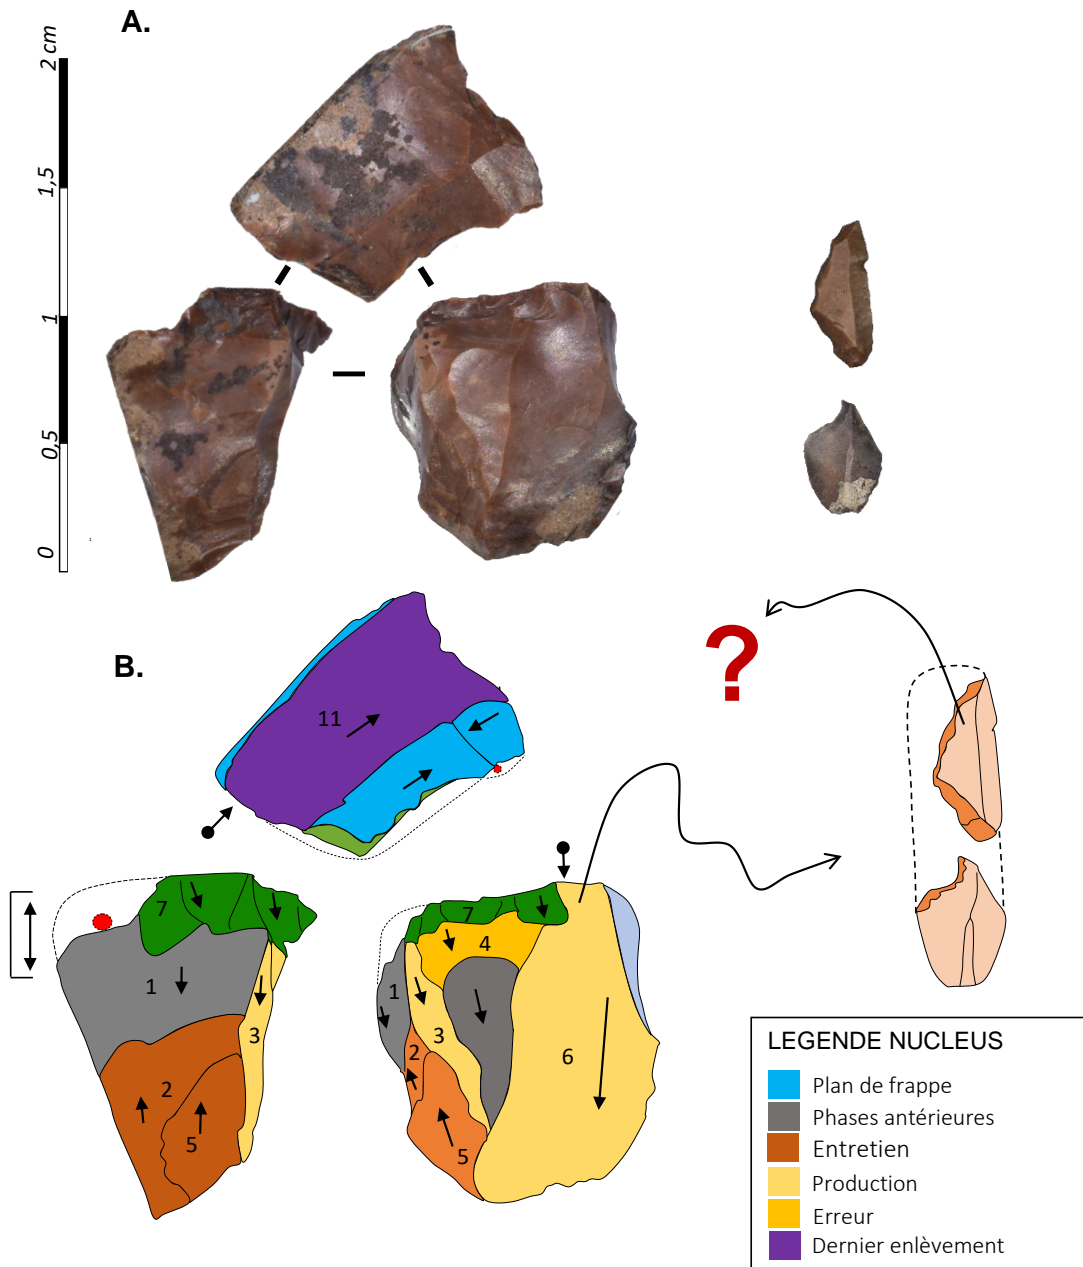 A.
2 cm
1,5
1
0,5
0
B.
?
11
7
1
2
5
3
7
4
1
3
2
5
6
LEGENDE NUCLEUS
Plan de frappe
Phases antérieures
Entretien
Production
Erreur
Dernier enlèvement